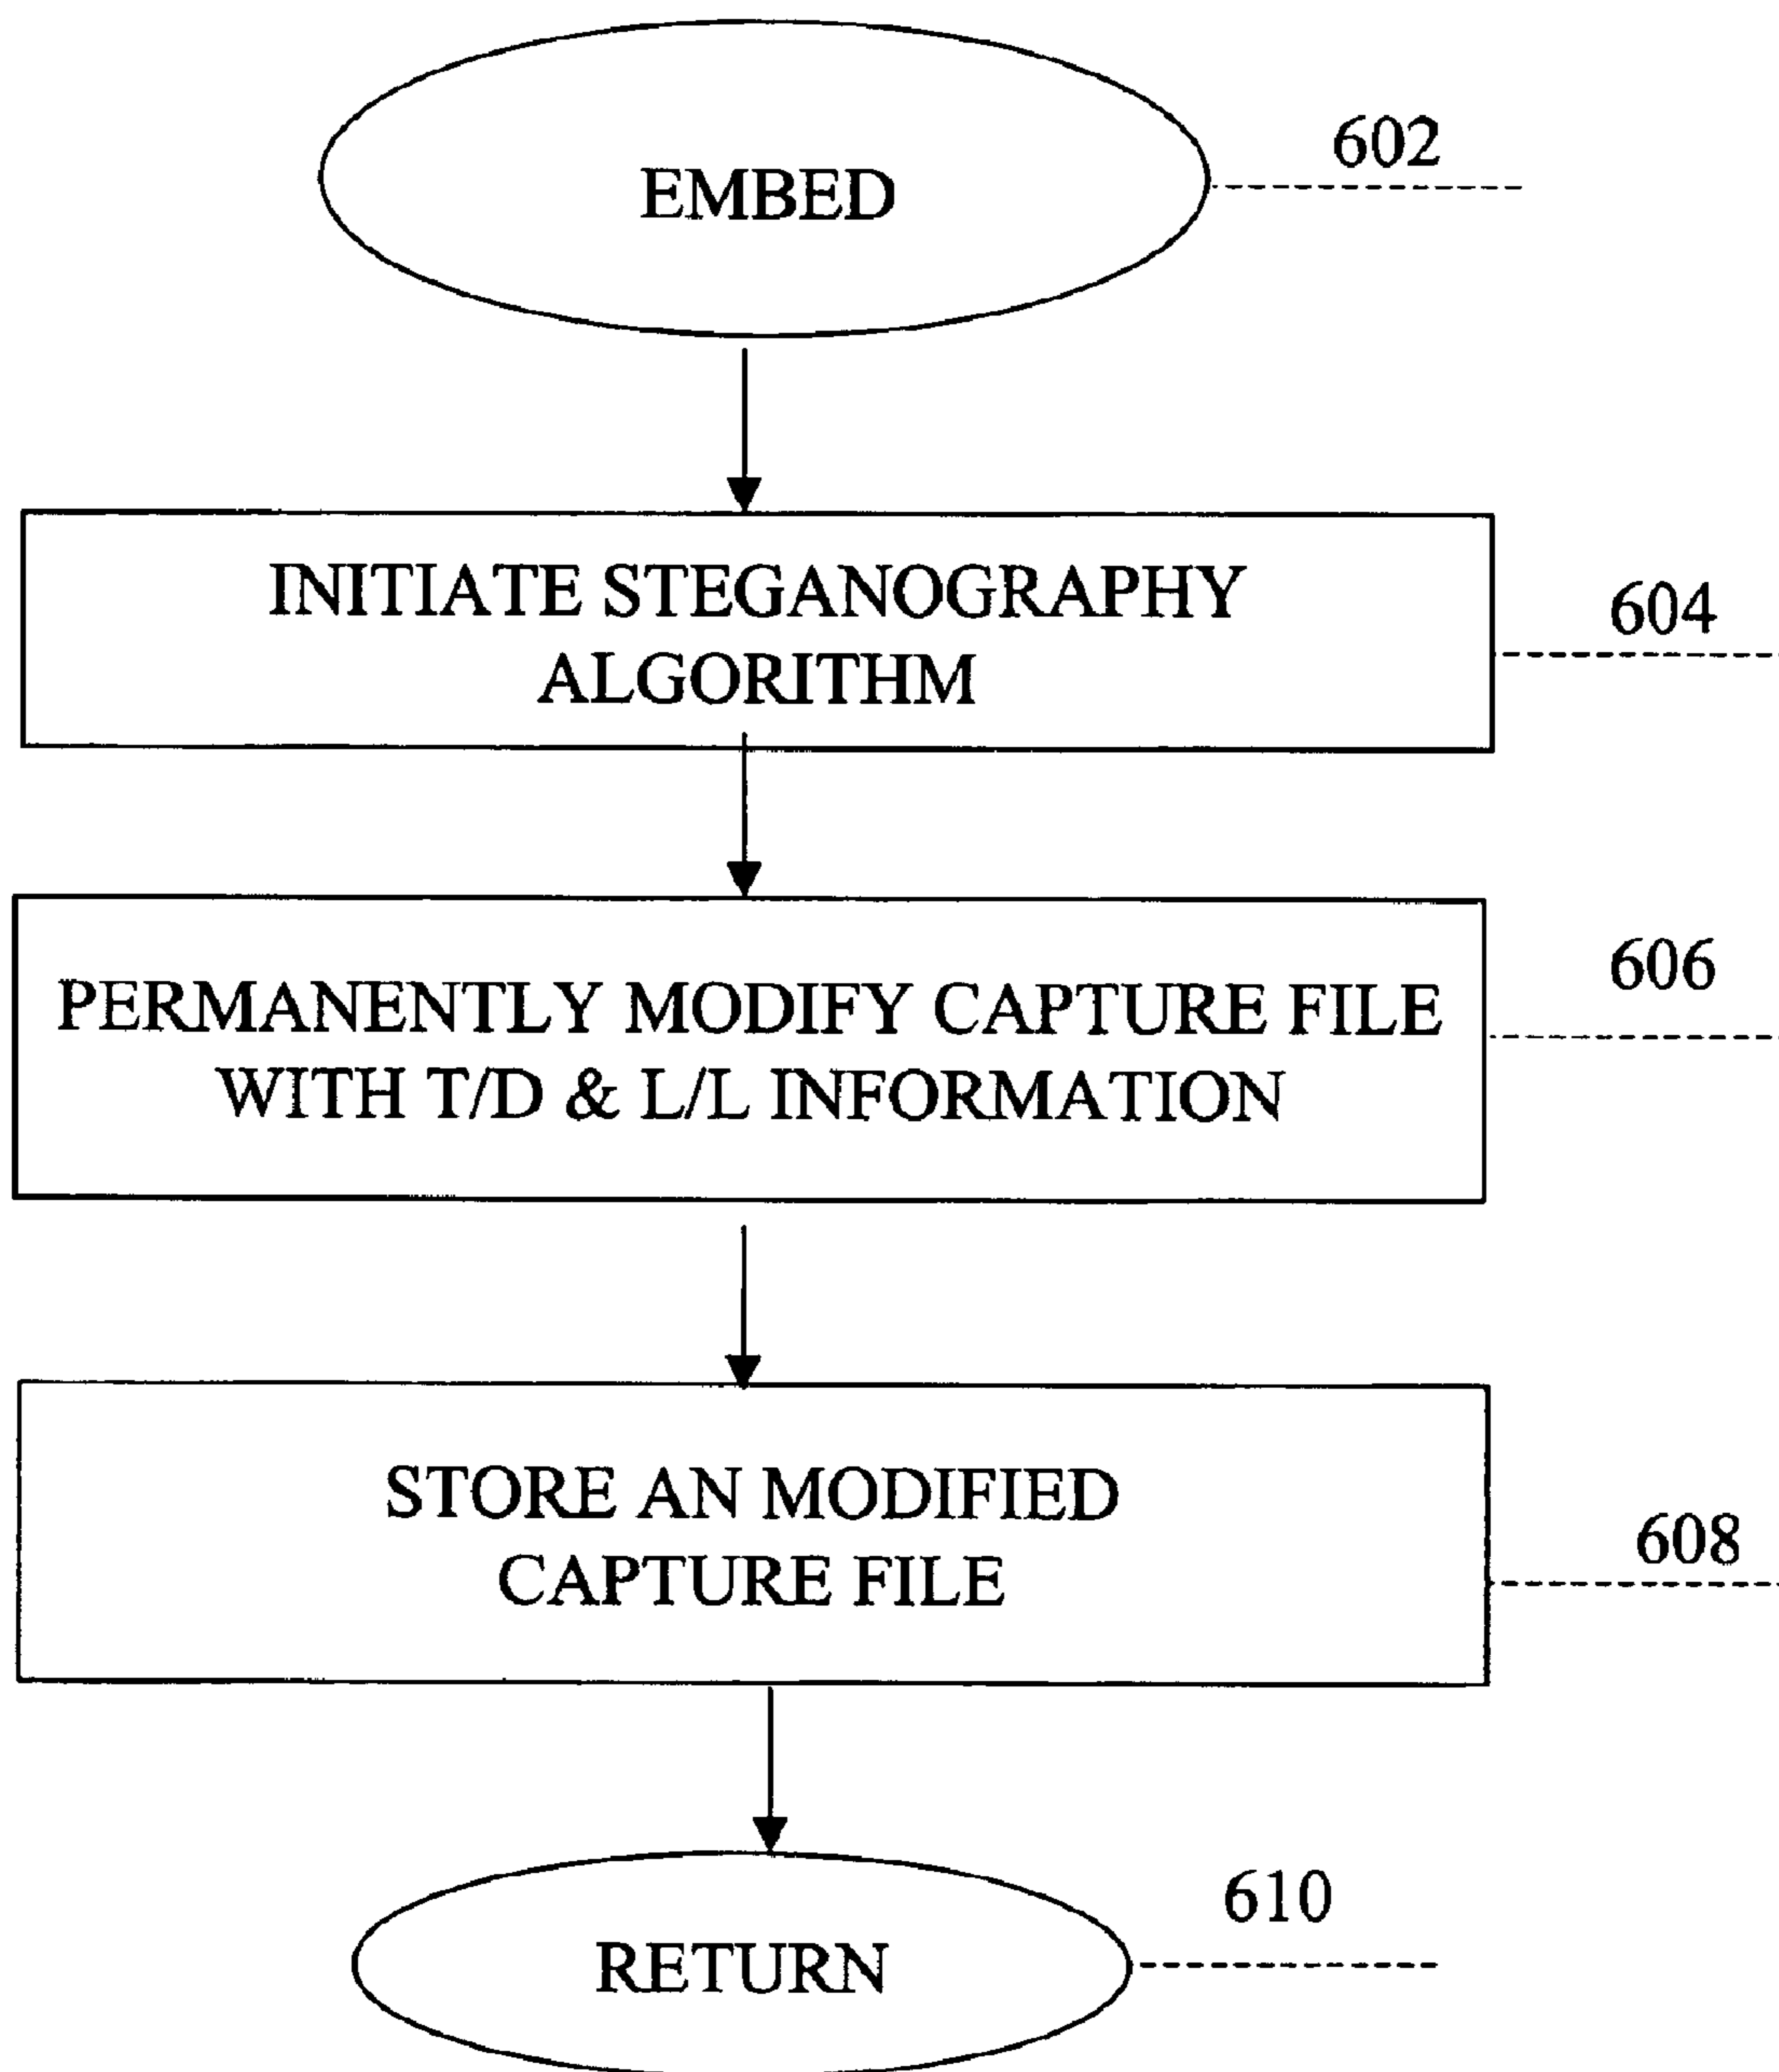 EMBED
602
INITIATE STEGANOGRAPHY
ALGORITHM
604
PERMANENTLY MODIFY CAPTURE FILE
WITH T/D & L/L INFORMATION
606
STORE AN MODIFIED
CAPTURE FILE
608
RETURN
610